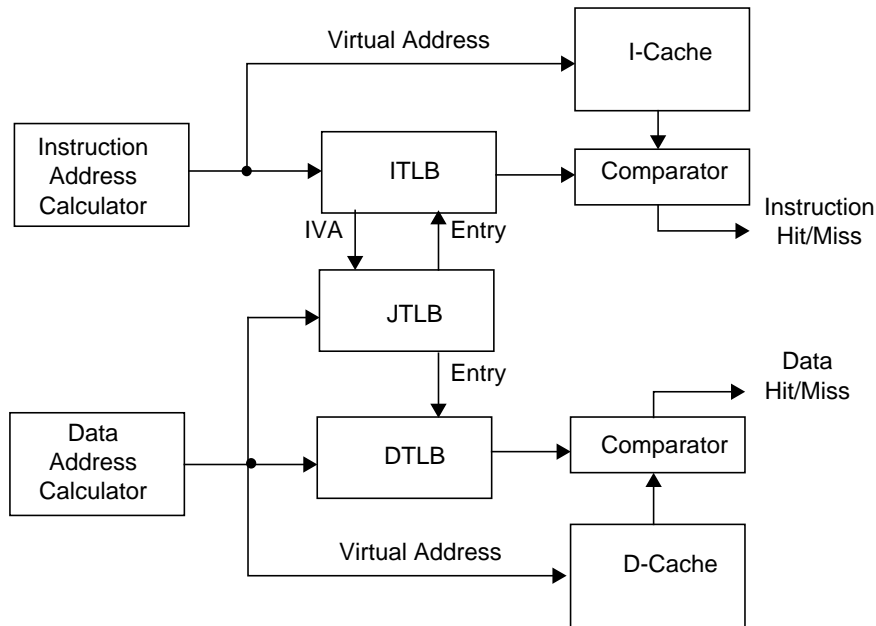 Virtual Address
I-Cache
Instruction
Address
Calculator
ITLB
Comparator
IVA
Entry
Instruction
Hit/Miss
JTLB
Entry
Data
Hit/Miss
Data
Address
Calculator
DTLB
Comparator
Virtual Address
D-Cache